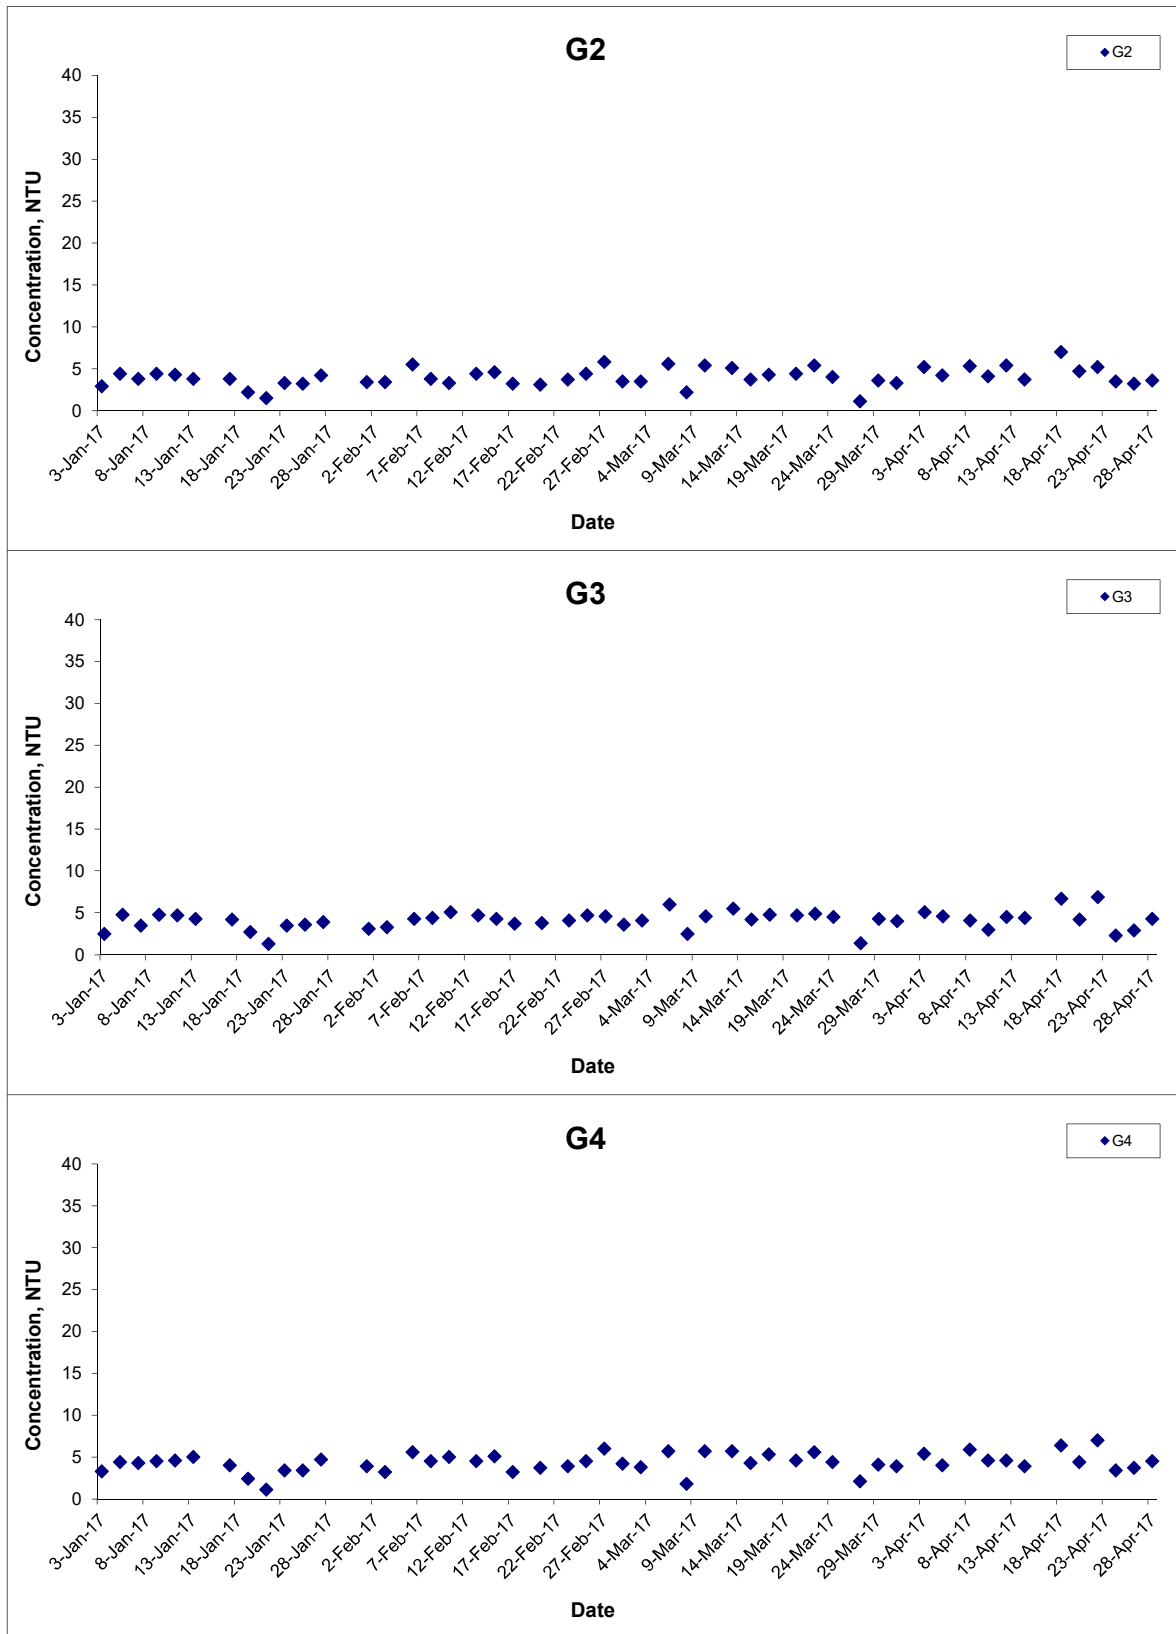 G2
G2
40
35
30
25
20
15
10
5
0
Concentration, NTU
3-Jan-17
8-Jan-17
13-Jan-17
18-Jan-17
23-Jan-17
28-Jan-17
2-Feb-17
7-Feb-17
12-Feb-17
17-Feb-17
22-Feb-17
27-Feb-17
4-Mar-17
9-Mar-17
14-Mar-17
19-Mar-17
24-Mar-17
29-Mar-17
3-Apr-17
8-Apr-17
13-Apr-17
18-Apr-17
23-Apr-17
28-Apr-17
Date
G3
G3
40
35
30
25
20
15
10
5
0
Concentration, NTU
3-Jan-17
8-Jan-17
13-Jan-17
18-Jan-17
23-Jan-17
28-Jan-17
2-Feb-17
7-Feb-17
12-Feb-17
17-Feb-17
22-Feb-17
27-Feb-17
4-Mar-17
9-Mar-17
14-Mar-17
19-Mar-17
24-Mar-17
29-Mar-17
3-Apr-17
8-Apr-17
13-Apr-17
18-Apr-17
23-Apr-17
28-Apr-17
Date
G4
G4
40
35
30
25
20
15
10
5
0
Concentration, NTU
3-Jan-17
8-Jan-17
13-Jan-17
18-Jan-17
23-Jan-17
28-Jan-17
2-Feb-17
7-Feb-17
12-Feb-17
17-Feb-17
22-Feb-17
27-Feb-17
4-Mar-17
9-Mar-17
14-Mar-17
19-Mar-17
24-Mar-17
29-Mar-17
3-Apr-17
8-Apr-17
13-Apr-17
18-Apr-17
23-Apr-17
28-Apr-17
Date